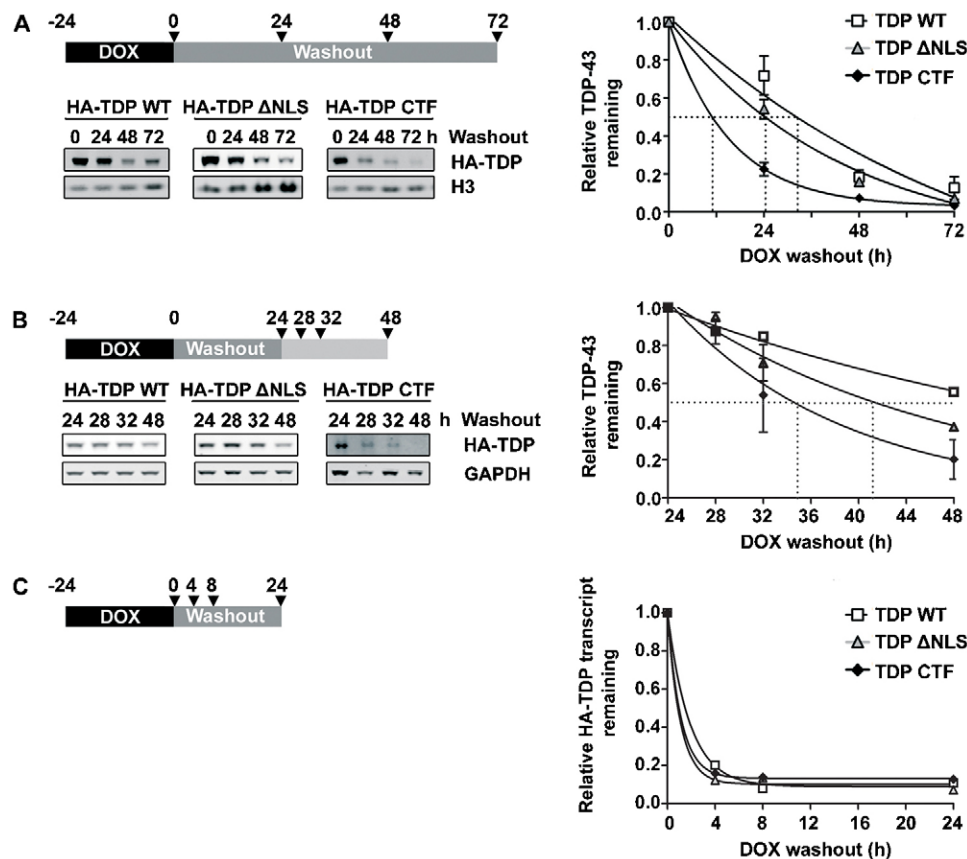 A
-24 0 24 48 72
DOX Washout
HA-TDP WT HA-TDP ΔNLS HA-TDP CTF
0 24 48 72 0 24 48 72 0 24 48 72 h Washout
HA-TDP
H3
Relative TDP-43
remaining
1.0
0.8
0.6
0.4
0.2
0.0
0 24 48 72
DOX washout (h)
TDP WT
TDP ΔNLS
TDP CTF
B
-24 0 24 28 32 48
DOX Washout
HA-TDP WT HA-TDP ΔNLS HA-TDP CTF
24 28 32 48 24 28 32 48 24 28 32 48 h Washout
HA-TDP
GAPDH
Relative TDP-43
remaining
1.0
0.8
0.6
0.4
0.2
0.0
24 28 32 36 40 44 48
DOX washout (h)
C
-24 0 4 8 24
DOX Washout
Relative HA-TDP transcript
remaining
1.0
0.8
0.6
0.4
0.2
0.0
0 4 8 12 16 20 24
DOX washout (h)
TDP WT
TDP ΔNLS
TDP CTF